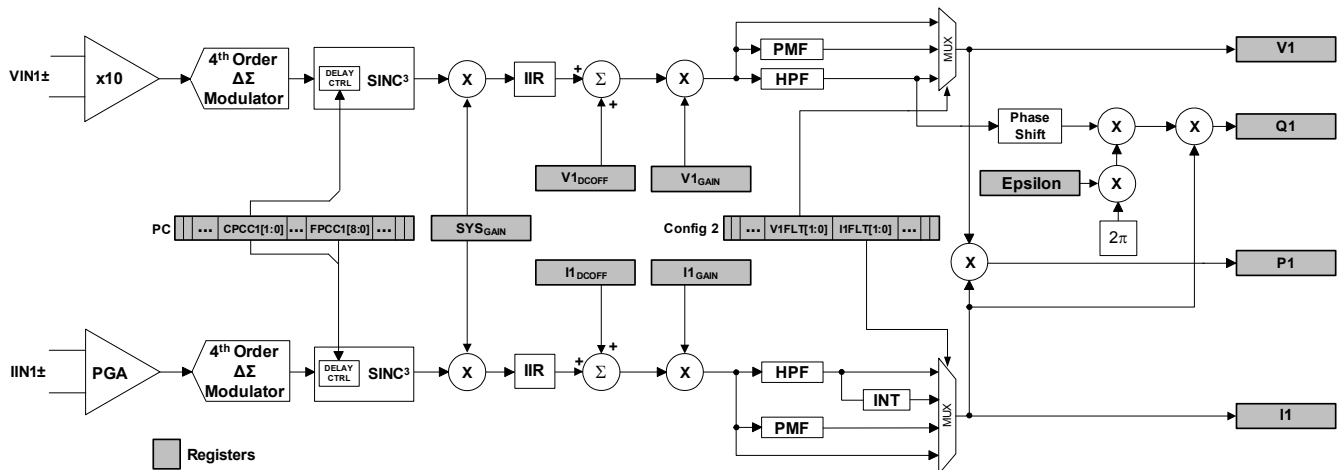 VIN1±
x10
4th Order
ΔΣ
Modulator
DELAY
CTRL
SINC3
X
IIR
+
Σ
+
X
PMF
HPF
MUX
V1
Phase
Shift
X
X
Q1
Epsilon
X
2π
V1DCOFF
V1GAIN
PC
...
CPCC1[1:0]
...
FPCC1[8:0]
...
SYSGAIN
Config 2
...
V1FLT[1:0]
I1FLT[1:0]
...
X
P1
I1DCOFF
I1GAIN
IIN1±
PGA
4th Order
ΔΣ
Modulator
DELAY
CTRL
SINC3
X
IIR
+
+
Σ
X
HPF
INT
PMF
MUX
I1
Registers